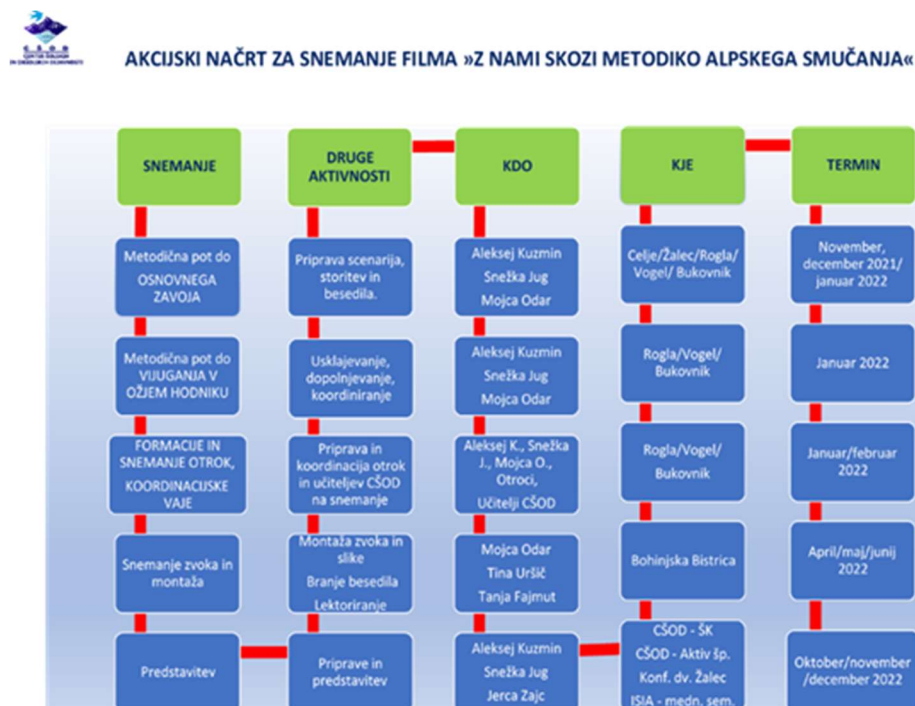 CŠOD
AKCIJSKI NAČRT ZA SNEMANJE FILMA »Z NAMI SKOZI METODIKO ALPSKEGA SMUČANJA«
SNEMANJE
Metodična pot do
OSNOVNEGA
ZAVOJA
Metodična pot do
VIJUGANJA V
OŽJEM HODNIKU
FORMACIJE IN
SNEMANJE OTROK,
KOORDINACIJSKE
VAJE
Snemanje zvoka in
montaža
Predstavitev
DRUGE
AKTIVNOSTI
Priprava scenarija,
storitev in
besedila.
Usklajevanje,
dopolnjevanje,
koordiniranje
Priprava in
koordinacija otrok
in učiteljev CŠOD
na snemanje
Montaža zvoka in
slike
Branje besedila
Lektoriranje
Priprave in
predstavitev
KDO
Aleksej Kuzmin
Snežka Jug
Mojca Odar
Aleksej Kuzmin
Snežka Jug
Mojca Odar
Aleksej K., Snežka
J., Mojca O.,
Otroci,
Učitelji CŠOD
Mojca Odar
Tina Uršič
Tanja Fajmut
Aleksej Kuzmin
Snežka Jug
Jerca Zajc
KJE
Celje/Žalec/Rogla/
Vogel/ Bukovnik
Rogla/Vogel/
Bukovnik
Rogla/Vogel/
Bukovnik
Bohinjska Bistrica
CŠOD - ŠK
CŠOD - Aktiv šp.
Konf. dv. Žalec
ISIA - medn. sem.
TERMIN
November,
december 2021/
januar 2022
Januar 2022
Januar/februar
2022
April/maj/junij
2022
Oktober/november
/december 2022